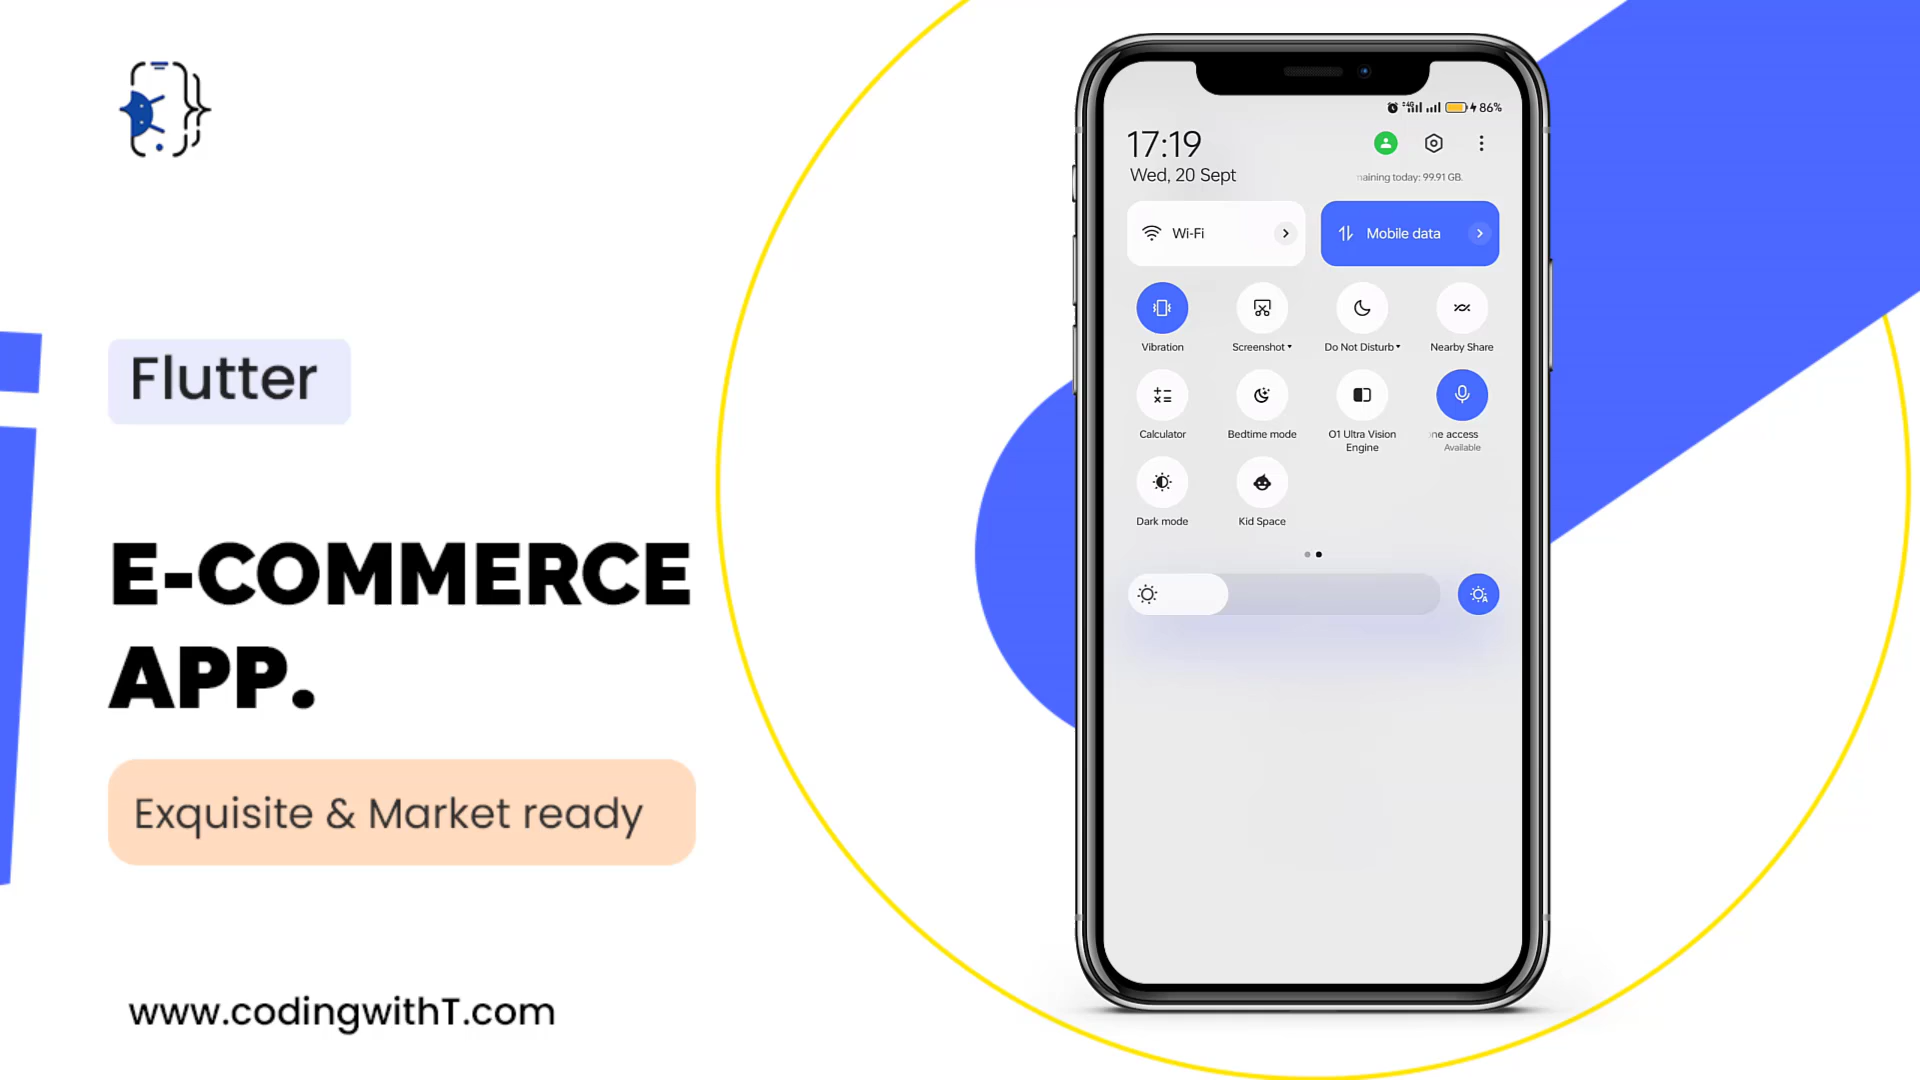 Flutter
E-COMMERCE
APP.
Exquisite & Market ready
www.codingwithT.com
86%
17:19
Wed, 20 Sept
remaining today: 99.91 GB.
Wi-Fi
Mobile data
Vibration
Screenshot
Do Not Disturb
Nearby Share
Calculator
Bedtime mode
O1 Ultra Vision
Engine
access
Available
Dark mode
Kid Space